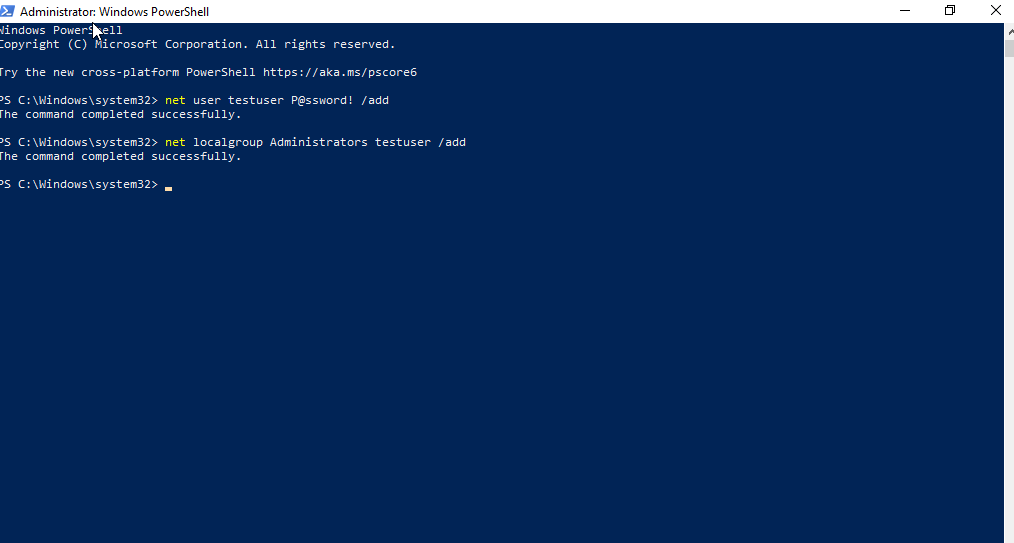 Administrator: Windows PowerShell
Windows PowerShell
Copyright (C) Microsoft Corporation. All rights reserved.
Try the new cross-platform PowerShell https://aka.ms/pscore6
PS C:\Windows\system32> net user testuser P@ssword! /add
The command completed successfully.
PS C:\Windows\system32> net localgroup Administrators testuser /add
The command completed successfully.
PS C:\Windows\system32>